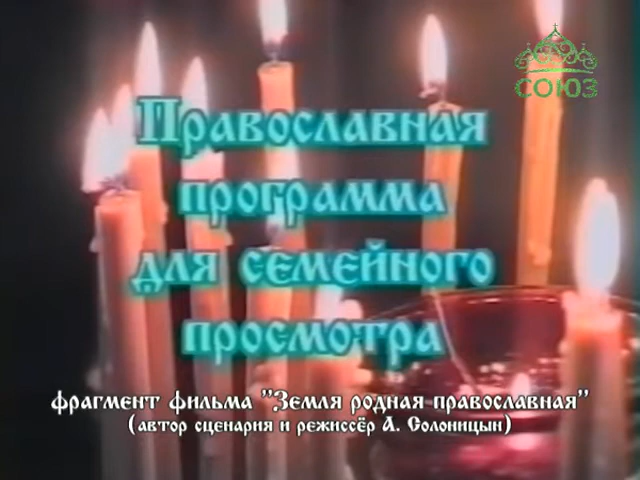 СОЮЗ
Православная
программа
для семейного
просмотра
фрагмент фильма "Земля родная православная"
(автор сценария и режиссёр А. Солоницын)